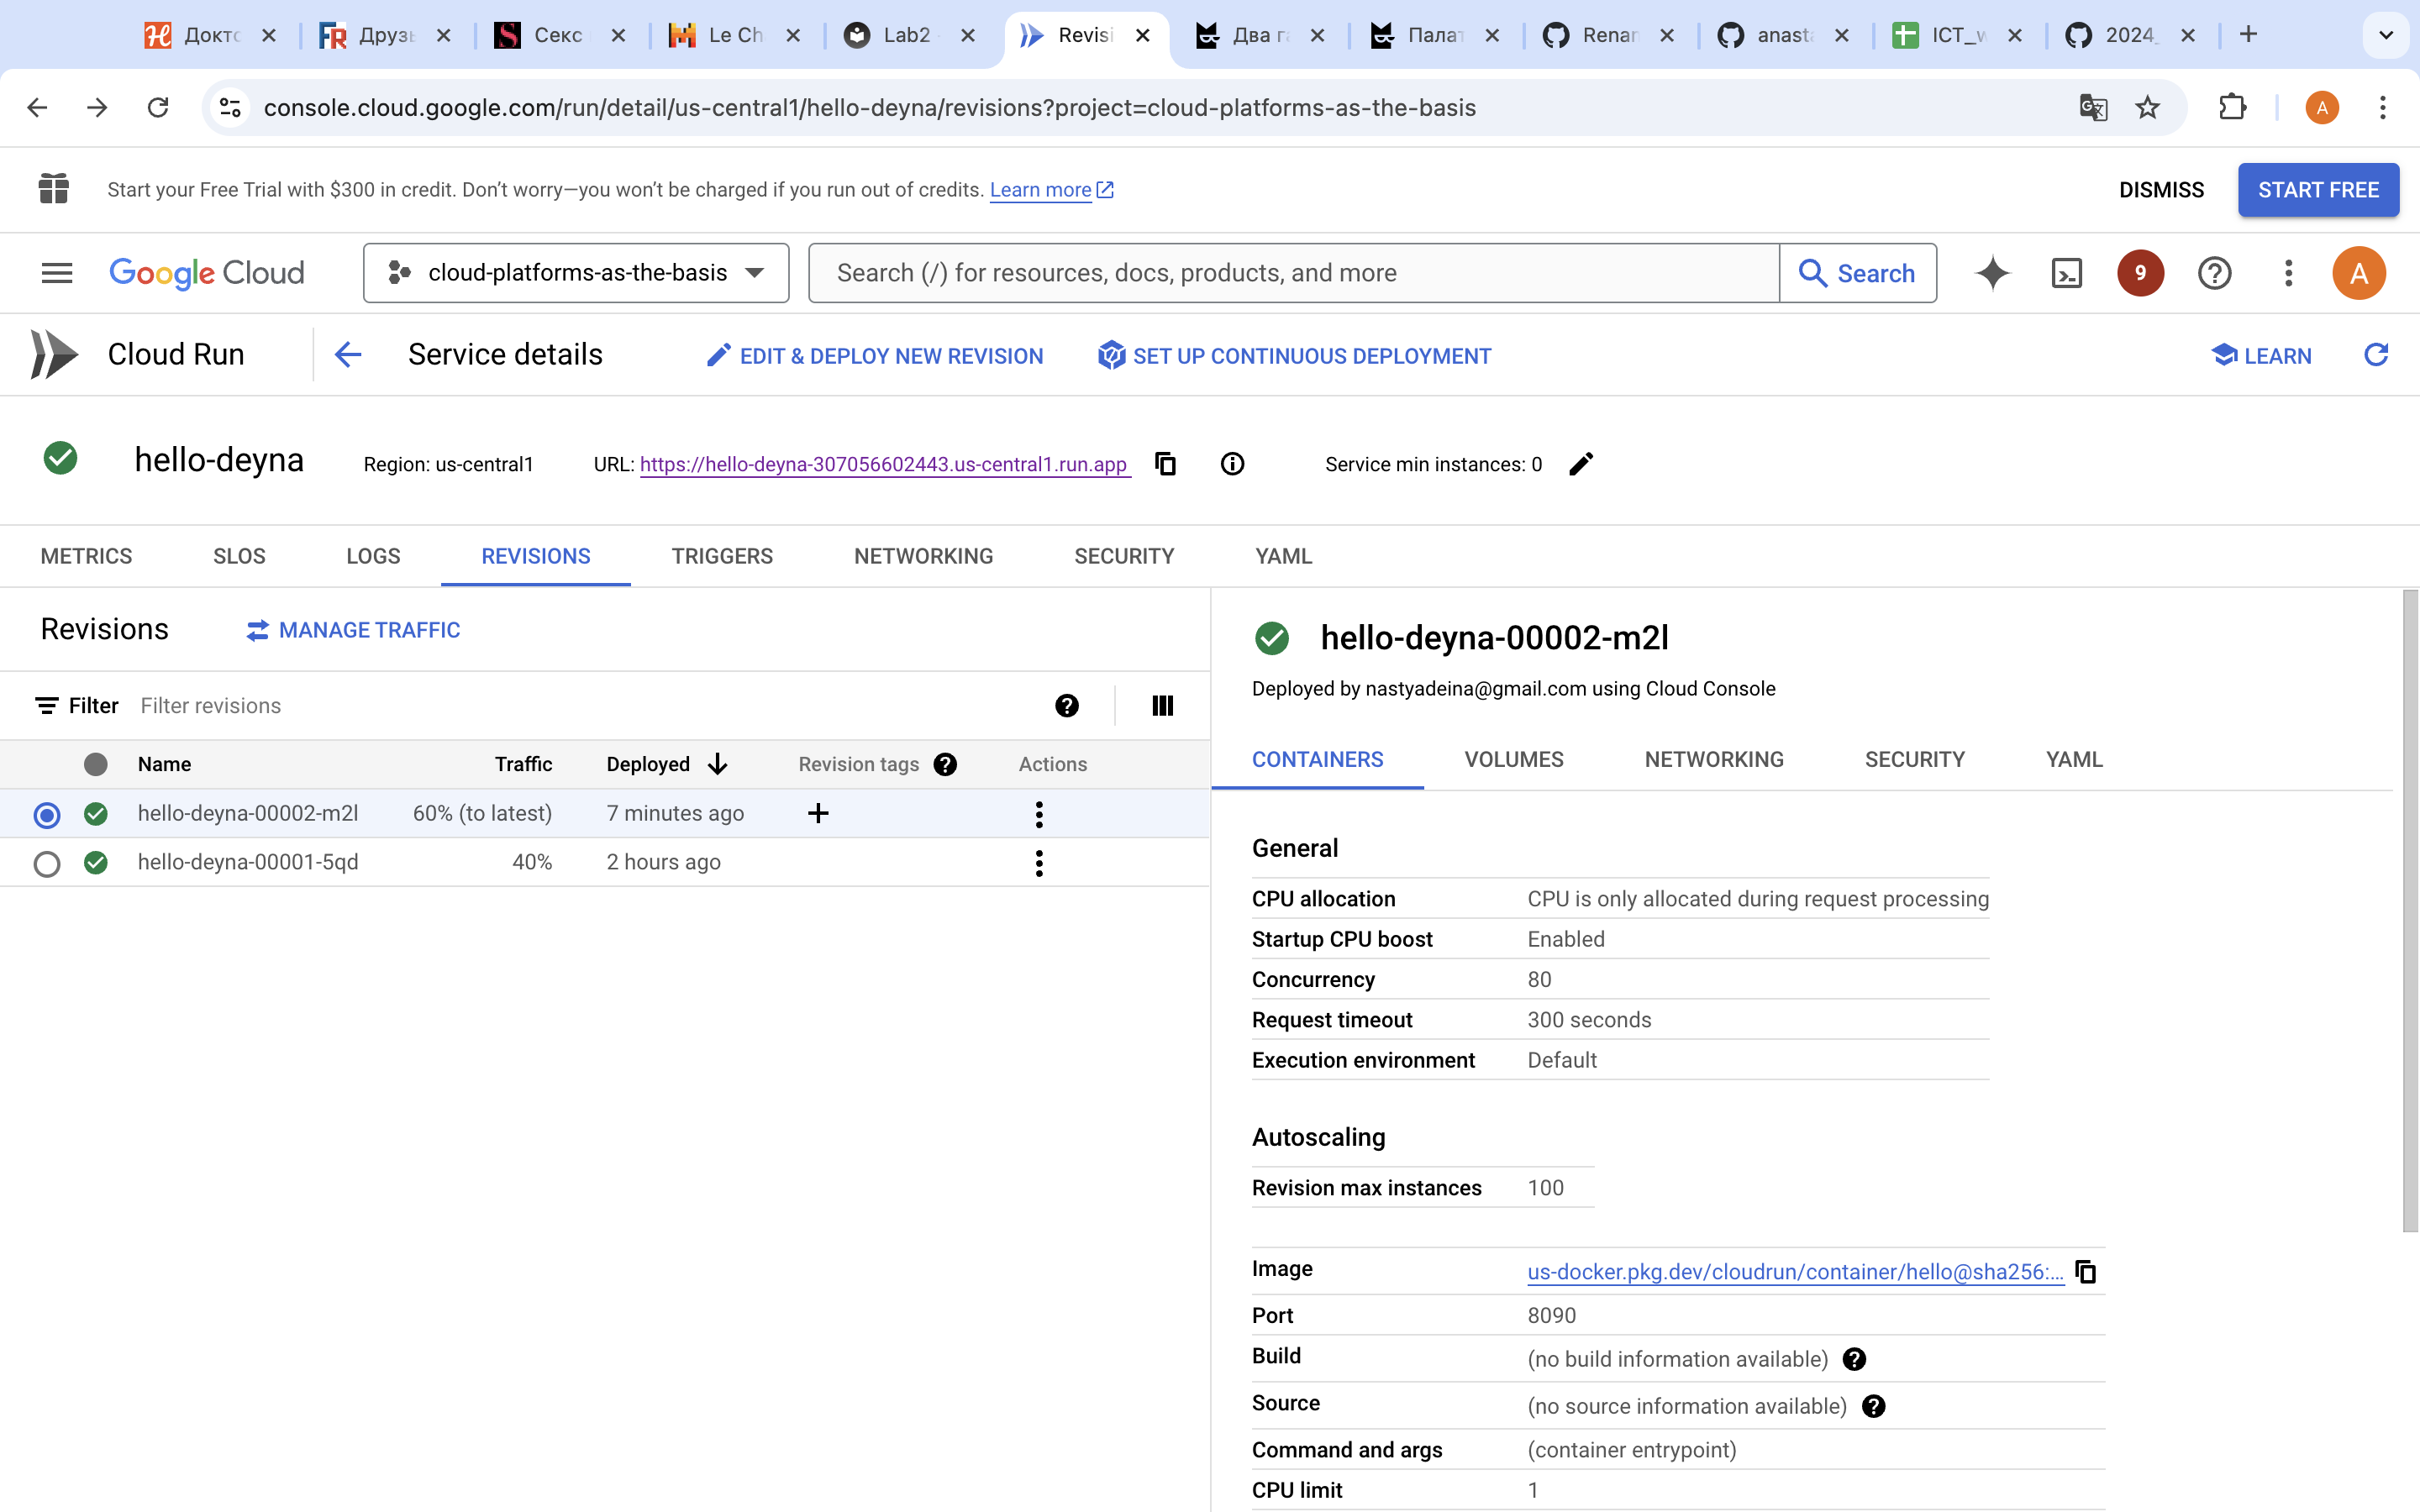 Докто
Друзь
Секс
Le Ch
Lab2
Revisi
Два га
Палат
Renam
anasta
ICT_w
2024_
console.cloud.google.com/run/detail/us-central1/hello-deyna/revisions?project=cloud-platforms-as-the-basis
A
Start your Free Trial with $300 in credit. Don't worry—you won't be charged if you run out of credits. Learn more
DISMISS
START FREE
Google Cloud
cloud-platforms-as-the-basis
Search (/) for resources, docs, products, and more
Search
9
A
Cloud Run
Service details
EDIT & DEPLOY NEW REVISION
SET UP CONTINUOUS DEPLOYMENT
LEARN
hello-deyna
Region: us-central1
URL: https://hello-deyna-307056602443.us-central1.run.app
Service min instances: 0
METRICS
SLOS
LOGS
REVISIONS
TRIGGERS
NETWORKING
SECURITY
YAML
Revisions
MANAGE TRAFFIC
Filter
Filter revisions
Name Traffic Deployed Revision tags Actions
hello-deyna-00002-m2l 60% (to latest) 7 minutes ago
hello-deyna-00001-5qd 40% 2 hours ago
hello-deyna-00002-m2l
Deployed by nastyadeina@gmail.com using Cloud Console
CONTAINERS
VOLUMES
NETWORKING
SECURITY
YAML
General
CPU allocation CPU is only allocated during request processing
Startup CPU boost Enabled
Concurrency 80
Request timeout 300 seconds
Execution environment Default
Autoscaling
Revision max instances 100
Image us-docker.pkg.dev/cloudrun/container/hello@sha256:...
Port 8090
Build (no build information available)
Source (no source information available)
Command and args (container entrypoint)
CPU limit 1